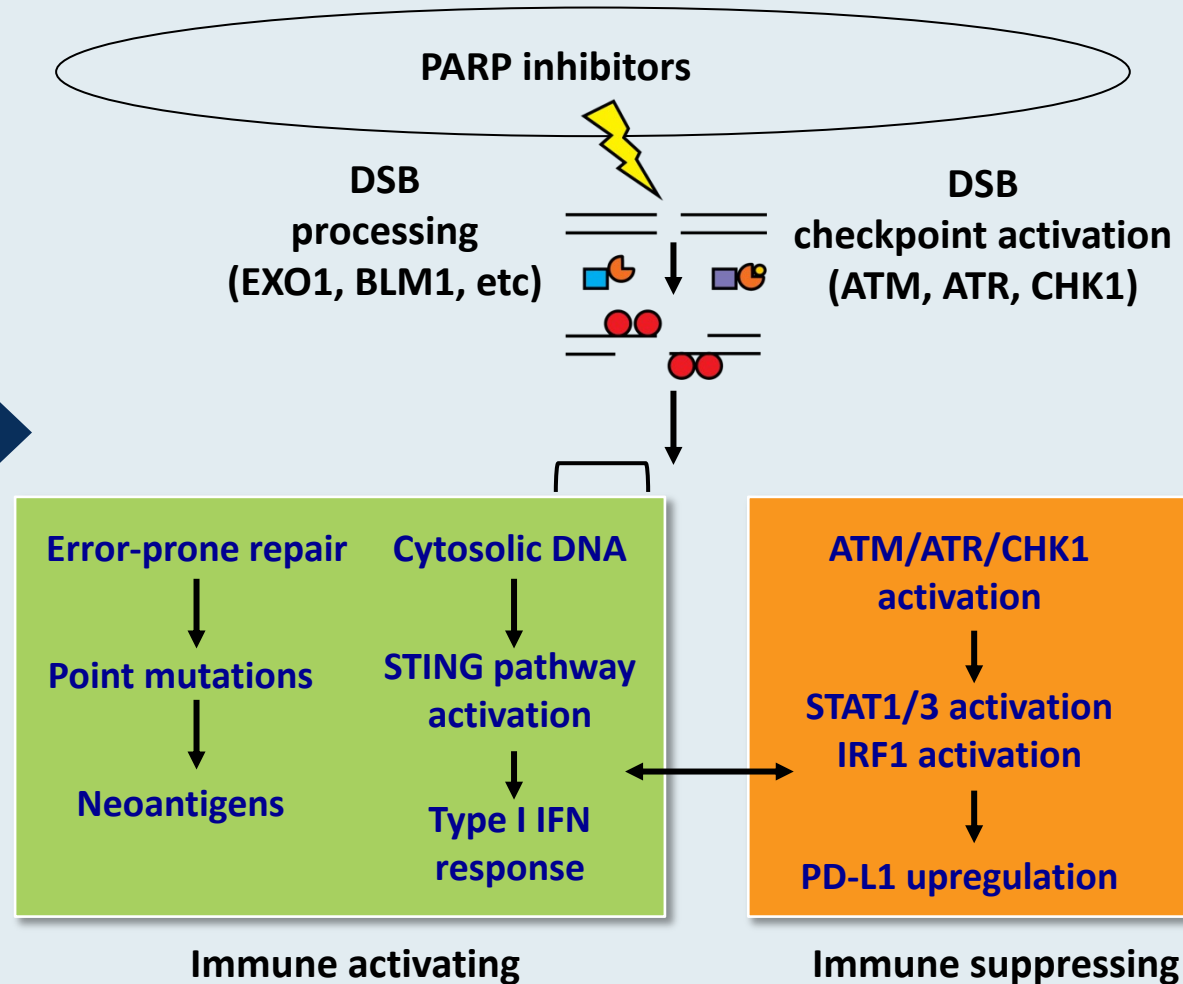 PARP inhibitors
DSB
processing
(EXO1, BLM1, etc)
DSB
checkpoint activation
(ATM, ATR, CHK1)
Error-prone repair
Point mutations
Neoantigens
Cytosolic DNA
STING pathway
activation
Type I IFN
response
ATM/ATR/CHK1
activation
STAT1/3 activation
IRF1 activation
PD-L1 upregulation
Immune activating
Immune suppressing